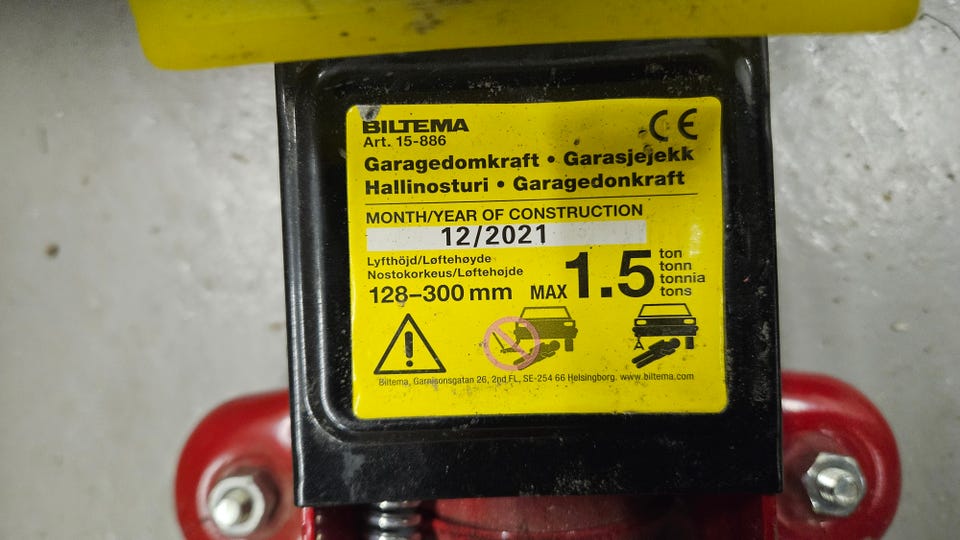 BILTEMA
Art. 15-886
CE
Garagedomkraft • Garasjejekk
Hallinosturi • Garagedonkraft
MONTH/YEAR OF CONSTRUCTION
12/2021
Lyfthöjd/Løftehøyde
Nostokorkeus/Løftehøjde
128–300 mm
MAX 1.5
ton
tonn
tonnia
tons
Biltema, Garnisonsgatan 26, 2nd FL, SE-254 66 Helsingborg. www.biltema.com